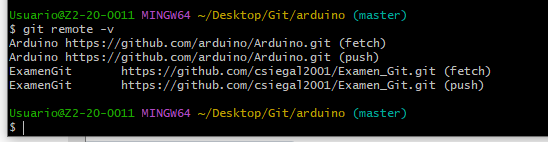 Usuario@Z2-20-0011 MINGW64 ~/Desktop/Git/arduino (master)
$ git remote -v
Arduino https://github.com/arduino/Arduino.git (fetch)
Arduino https://github.com/arduino/Arduino.git (push)
ExamenGit       https://github.com/csiegal2001/Examen_Git.git (fetch)
ExamenGit       https://github.com/csiegal2001/Examen_Git.git (push)
Usuario@Z2-20-0011 MINGW64 ~/Desktop/Git/arduino (master)
$